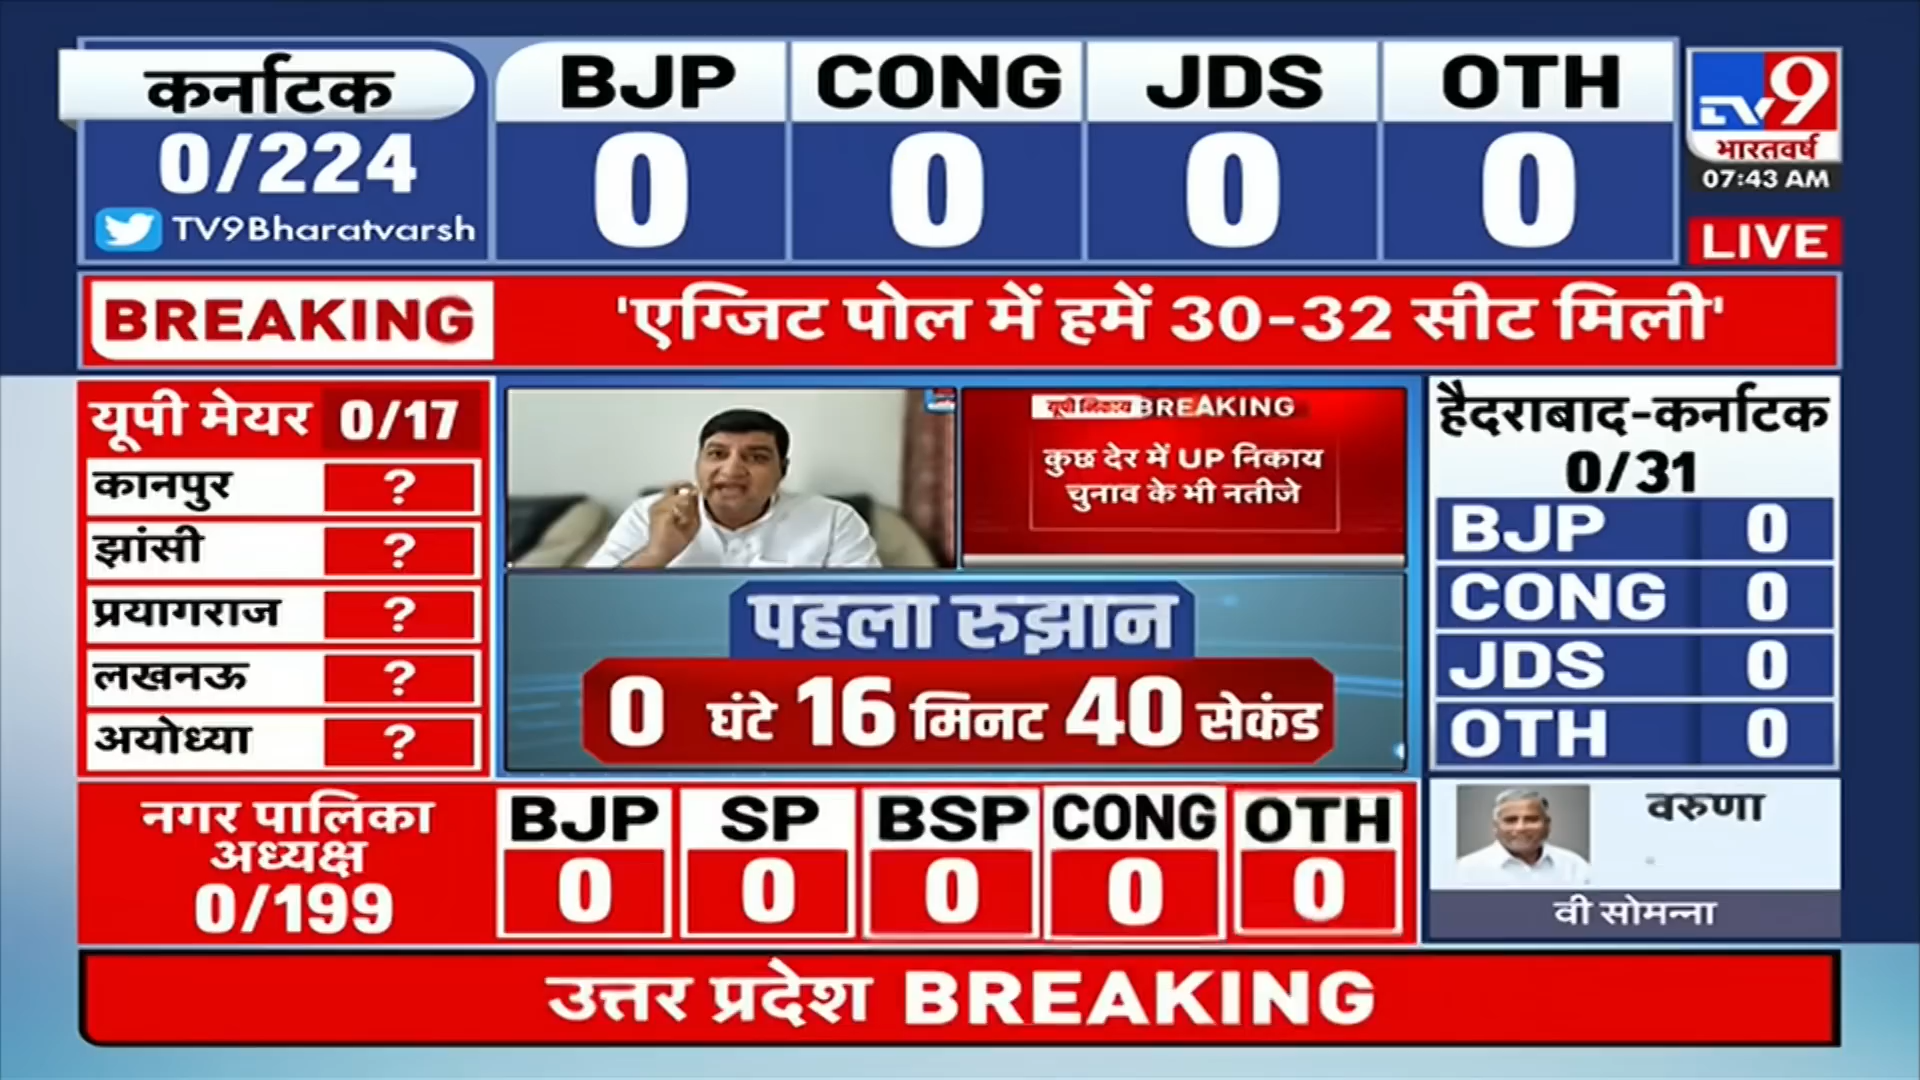 कर्नाटक
0/224
TV9Bharatvarsh
BJP CONG JDS OTH
0 0 0 0
TV9
भारतवर्ष
07:43 AM
LIVE
BREAKING
'एग्जिट पोल में हमें 30-32 सीट मिली'
यूपी मेयर 0/17
कानपुर ?
झांसी ?
प्रयागराज ?
लखनऊ ?
अयोध्या ?
BREAKING
कुछ देर में UP निकाय
चुनाव के भी नतीजे
पहला रुझान
0 घंटे 16 मिनट 40 सेकंड
हैदराबाद-कर्नाटक
0/31
BJP 0
CONG 0
JDS 0
OTH 0
नगर पालिका
अध्यक्ष
0/199
BJP SP BSP CONG OTH
0 0 0 0 0
वरुणा
वी सोमन्ना
उत्तर प्रदेश BREAKING